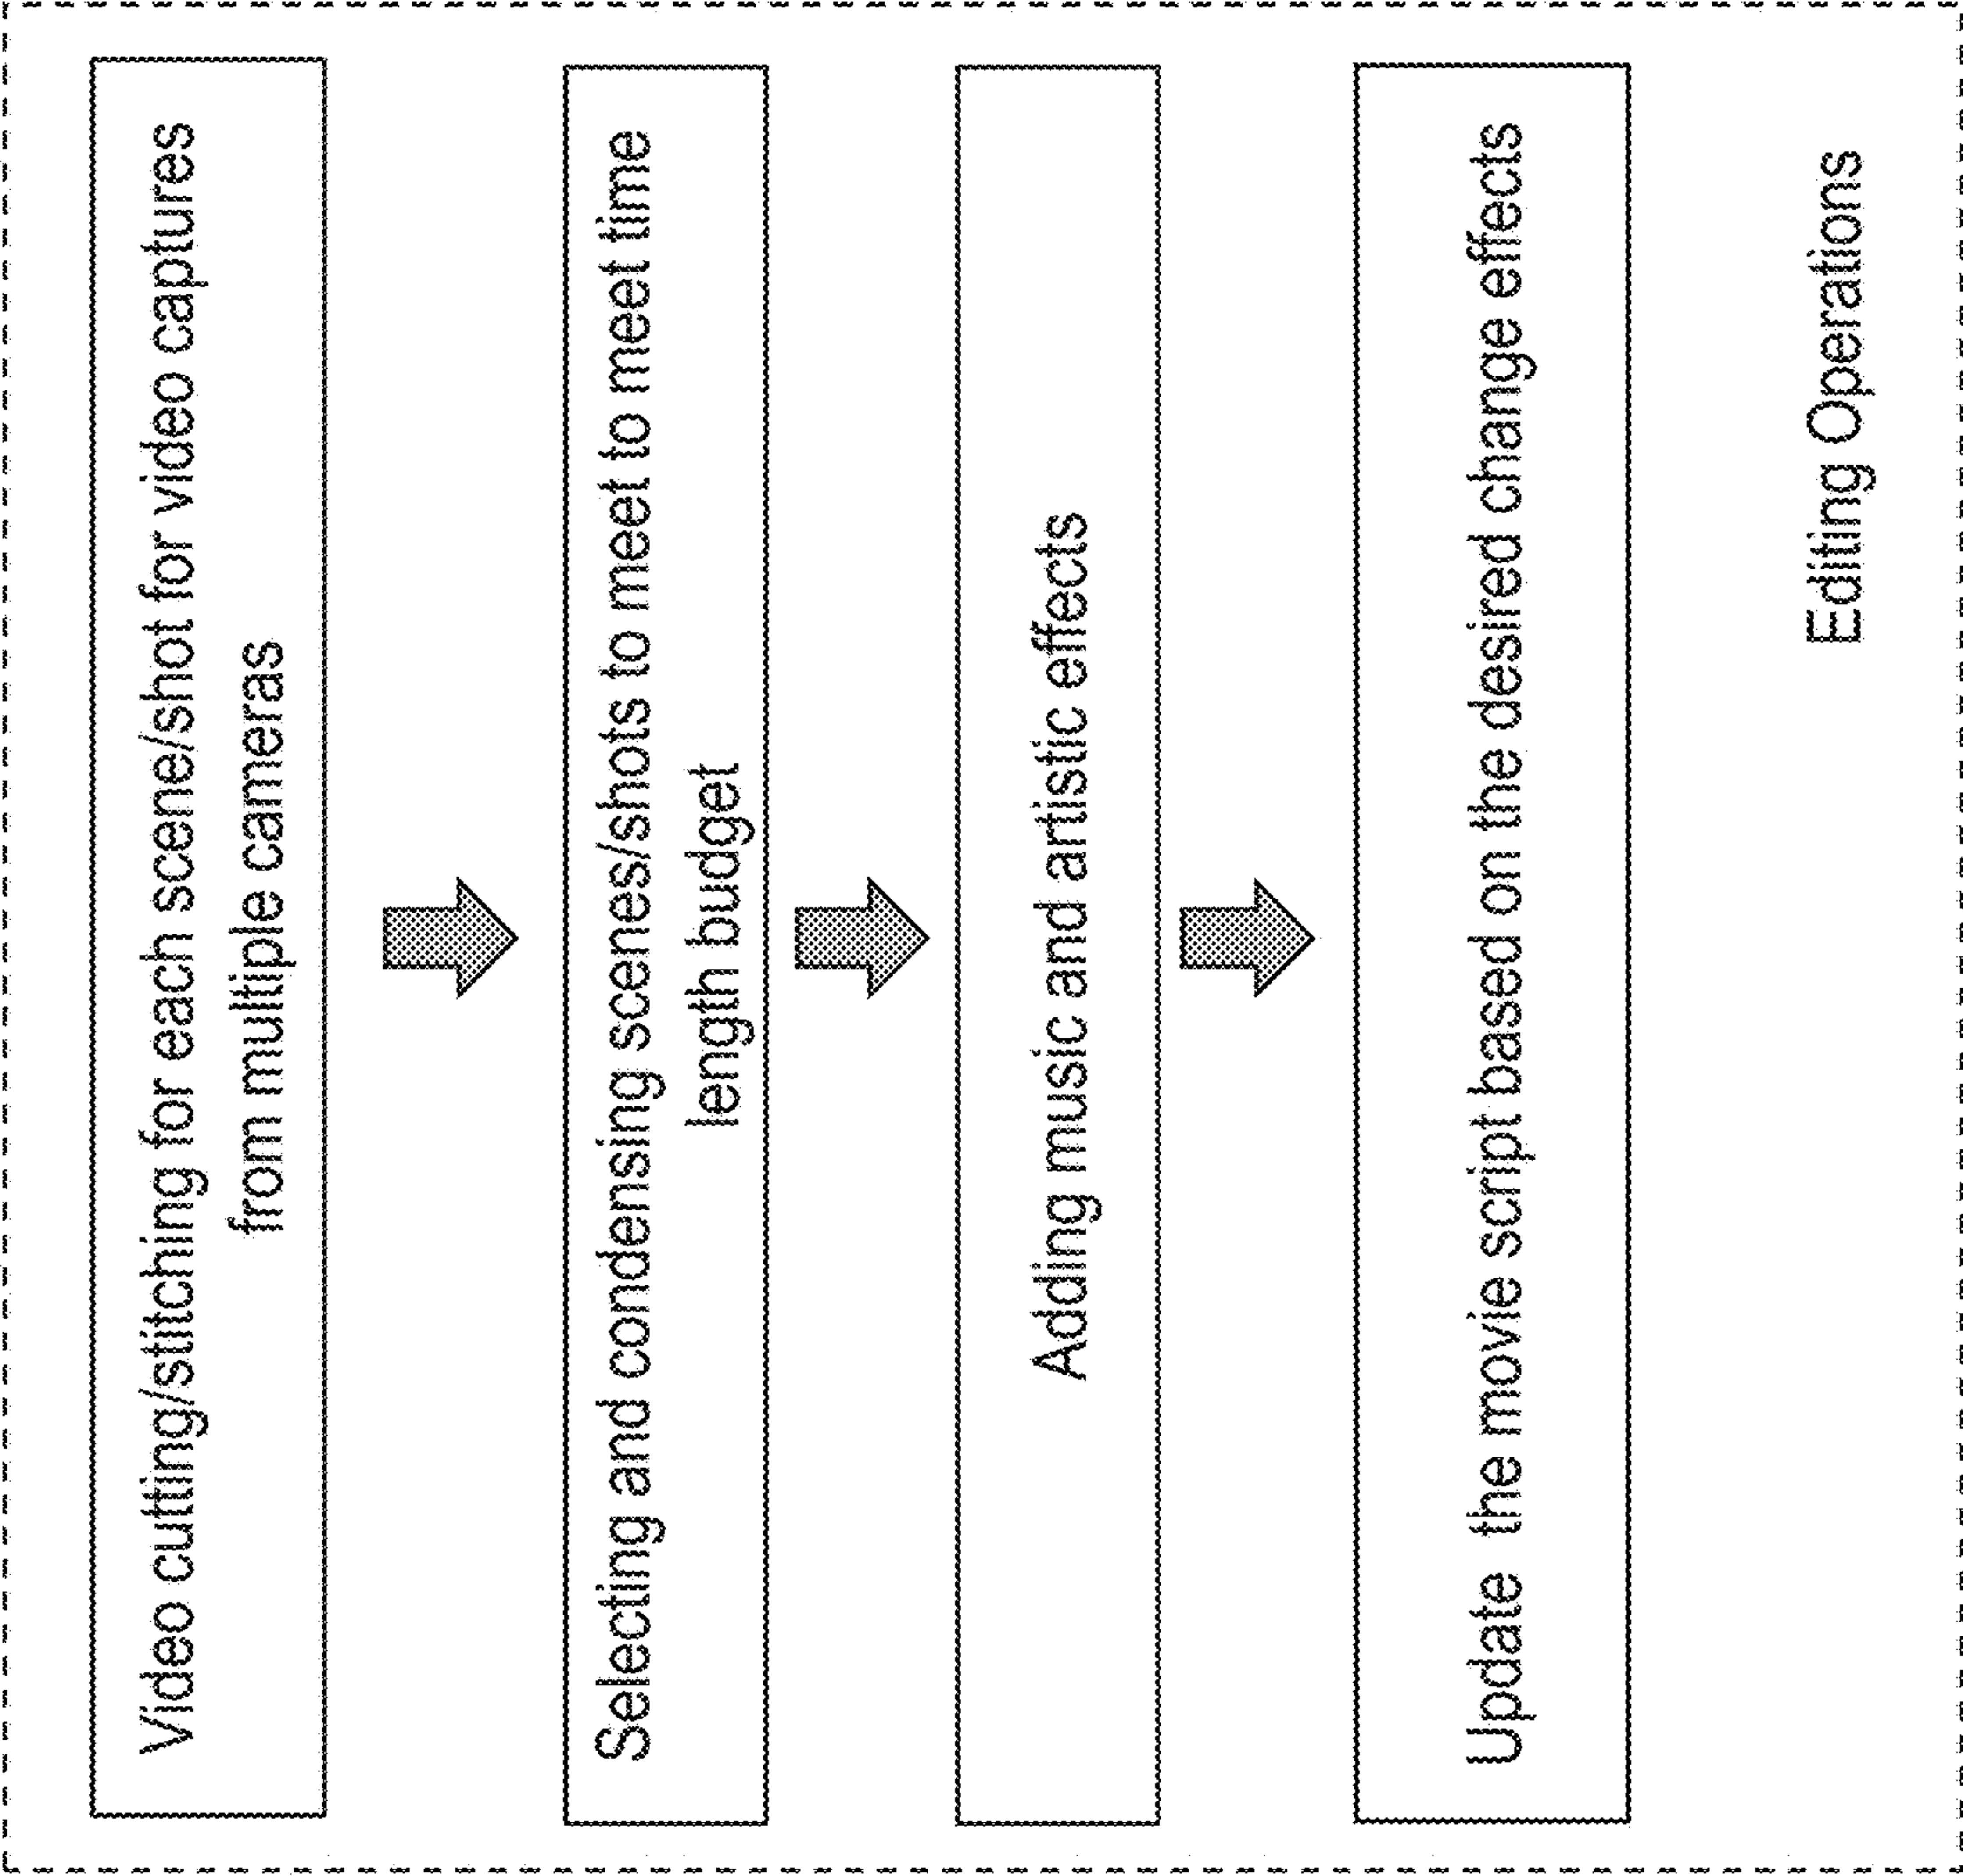 Video cutting/stitching for each scene/shot for video captures
from multiple cameras
Selecting and condensing scenes/shots to meet to meet time
length budget
Adding music and artistic effects
Update the movie script based on the desired change effects
Editing Operations